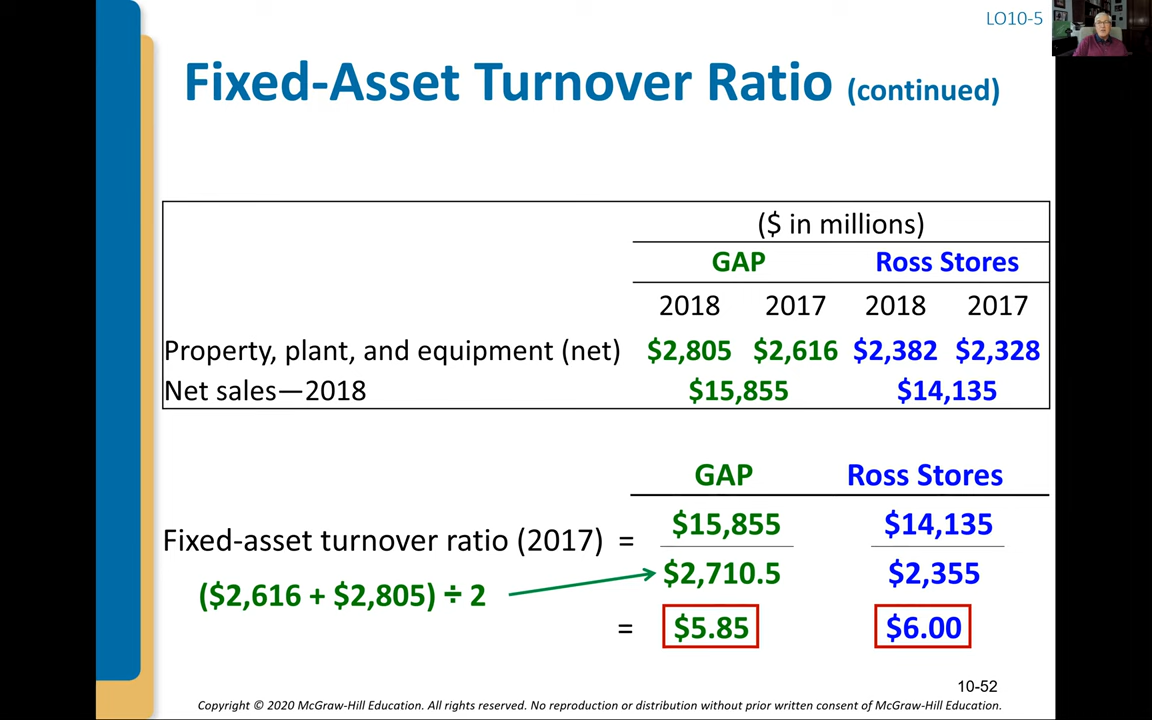 LO10-5
Fixed-Asset Turnover Ratio (continued)
($ in millions)
GAP Ross Stores
2018 2017 2018 2017
Property, plant, and equipment (net) $2,805 $2,616 $2,382 $2,328
Net sales—2018 $15,855 $14,135
GAP Ross Stores
$15,855 $14,135
Fixed-asset turnover ratio (2017) =
$2,710.5 $2,355
($2,616 + $2,805) ÷ 2
= $5.85 $6.00
10-52
Copyright © 2020 McGraw-Hill Education. All rights reserved. No reproduction or distribution without prior written consent of McGraw-Hill Education.